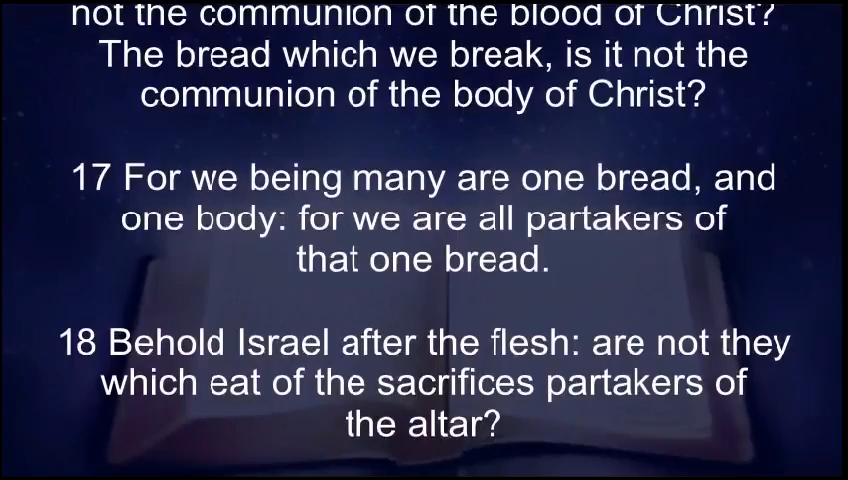 not the communion of the blood of Christ?
The bread which we break, is it not the
communion of the body of Christ?
17 For we being many are one bread, and
one body: for we are all partakers of
that one bread.
18 Behold Israel after the flesh: are not they
which eat of the sacrifices partakers of
the altar?